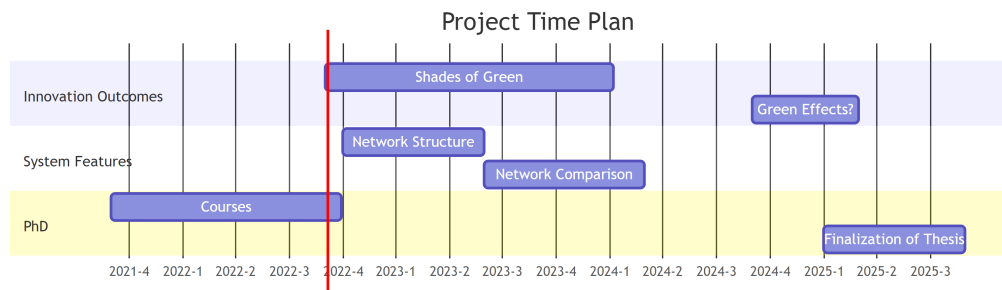 Project Time Plan
Innovation Outcomes
Shades of Green
Green Effects?
System Features
Network Structure
Network Comparison
PhD
Courses
Finalization of Thesis
2021-4 2022-1 2022-2 2022-3 2022-4 2023-1 2023-2 2023-3 2023-4 2024-1 2024-2 2024-3 2024-4 2025-1 2025-2 2025-3